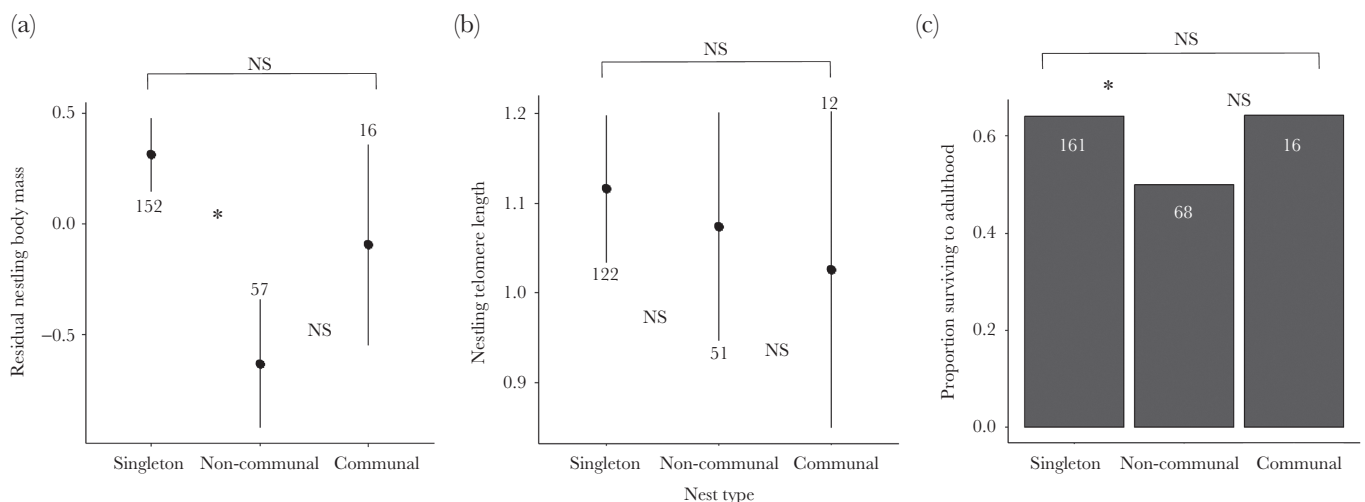 (a)
NS
0.5
0.0
−0.5
Residual nestling body mass
152
*
57
NS
16
Singleton Non-communal Communal
(b)
NS
1.2
1.1
1.0
0.9
Nestling telomere length
122
NS
51
NS
12
Singleton Non-communal Communal
Nest type
(c)
NS
*
NS
0.6
0.4
0.2
0.0
Proportion surviving to adulthood
161
68
16
Singleton Non-communal Communal